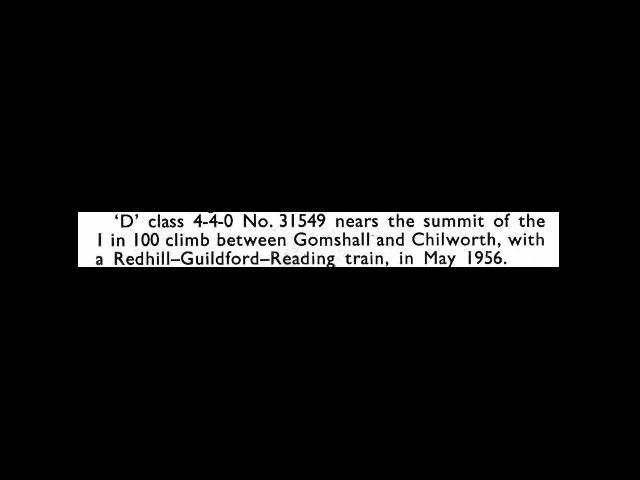 ‘D’ class 4-4-0 No. 31549 nears the summit of the
1 in 100 climb between Gomshall and Chilworth, with
a Redhill–Guildford–Reading train, in May 1956.